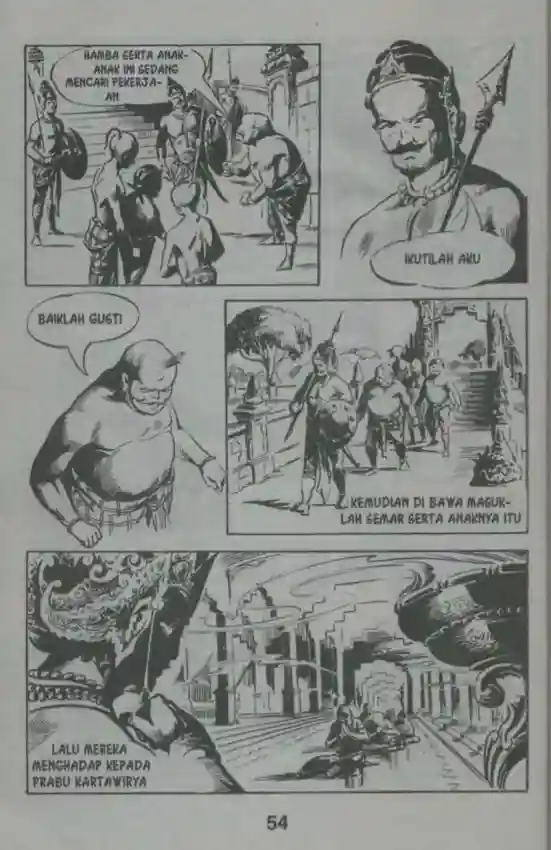 HAMBA SERTA ANAK-
ANAK INI SEDANG
MENCARI PEKERJA-
AN
IKUTILAH AKU
BAIKLAH GUSTI
KEMUDIAN DI BAWA MASUK-
LAH SEMAR SERTA ANAKNYA ITU
LALU MEREKA
MENGHADAP KEPADA
PRABU KARTAWIRYA
54